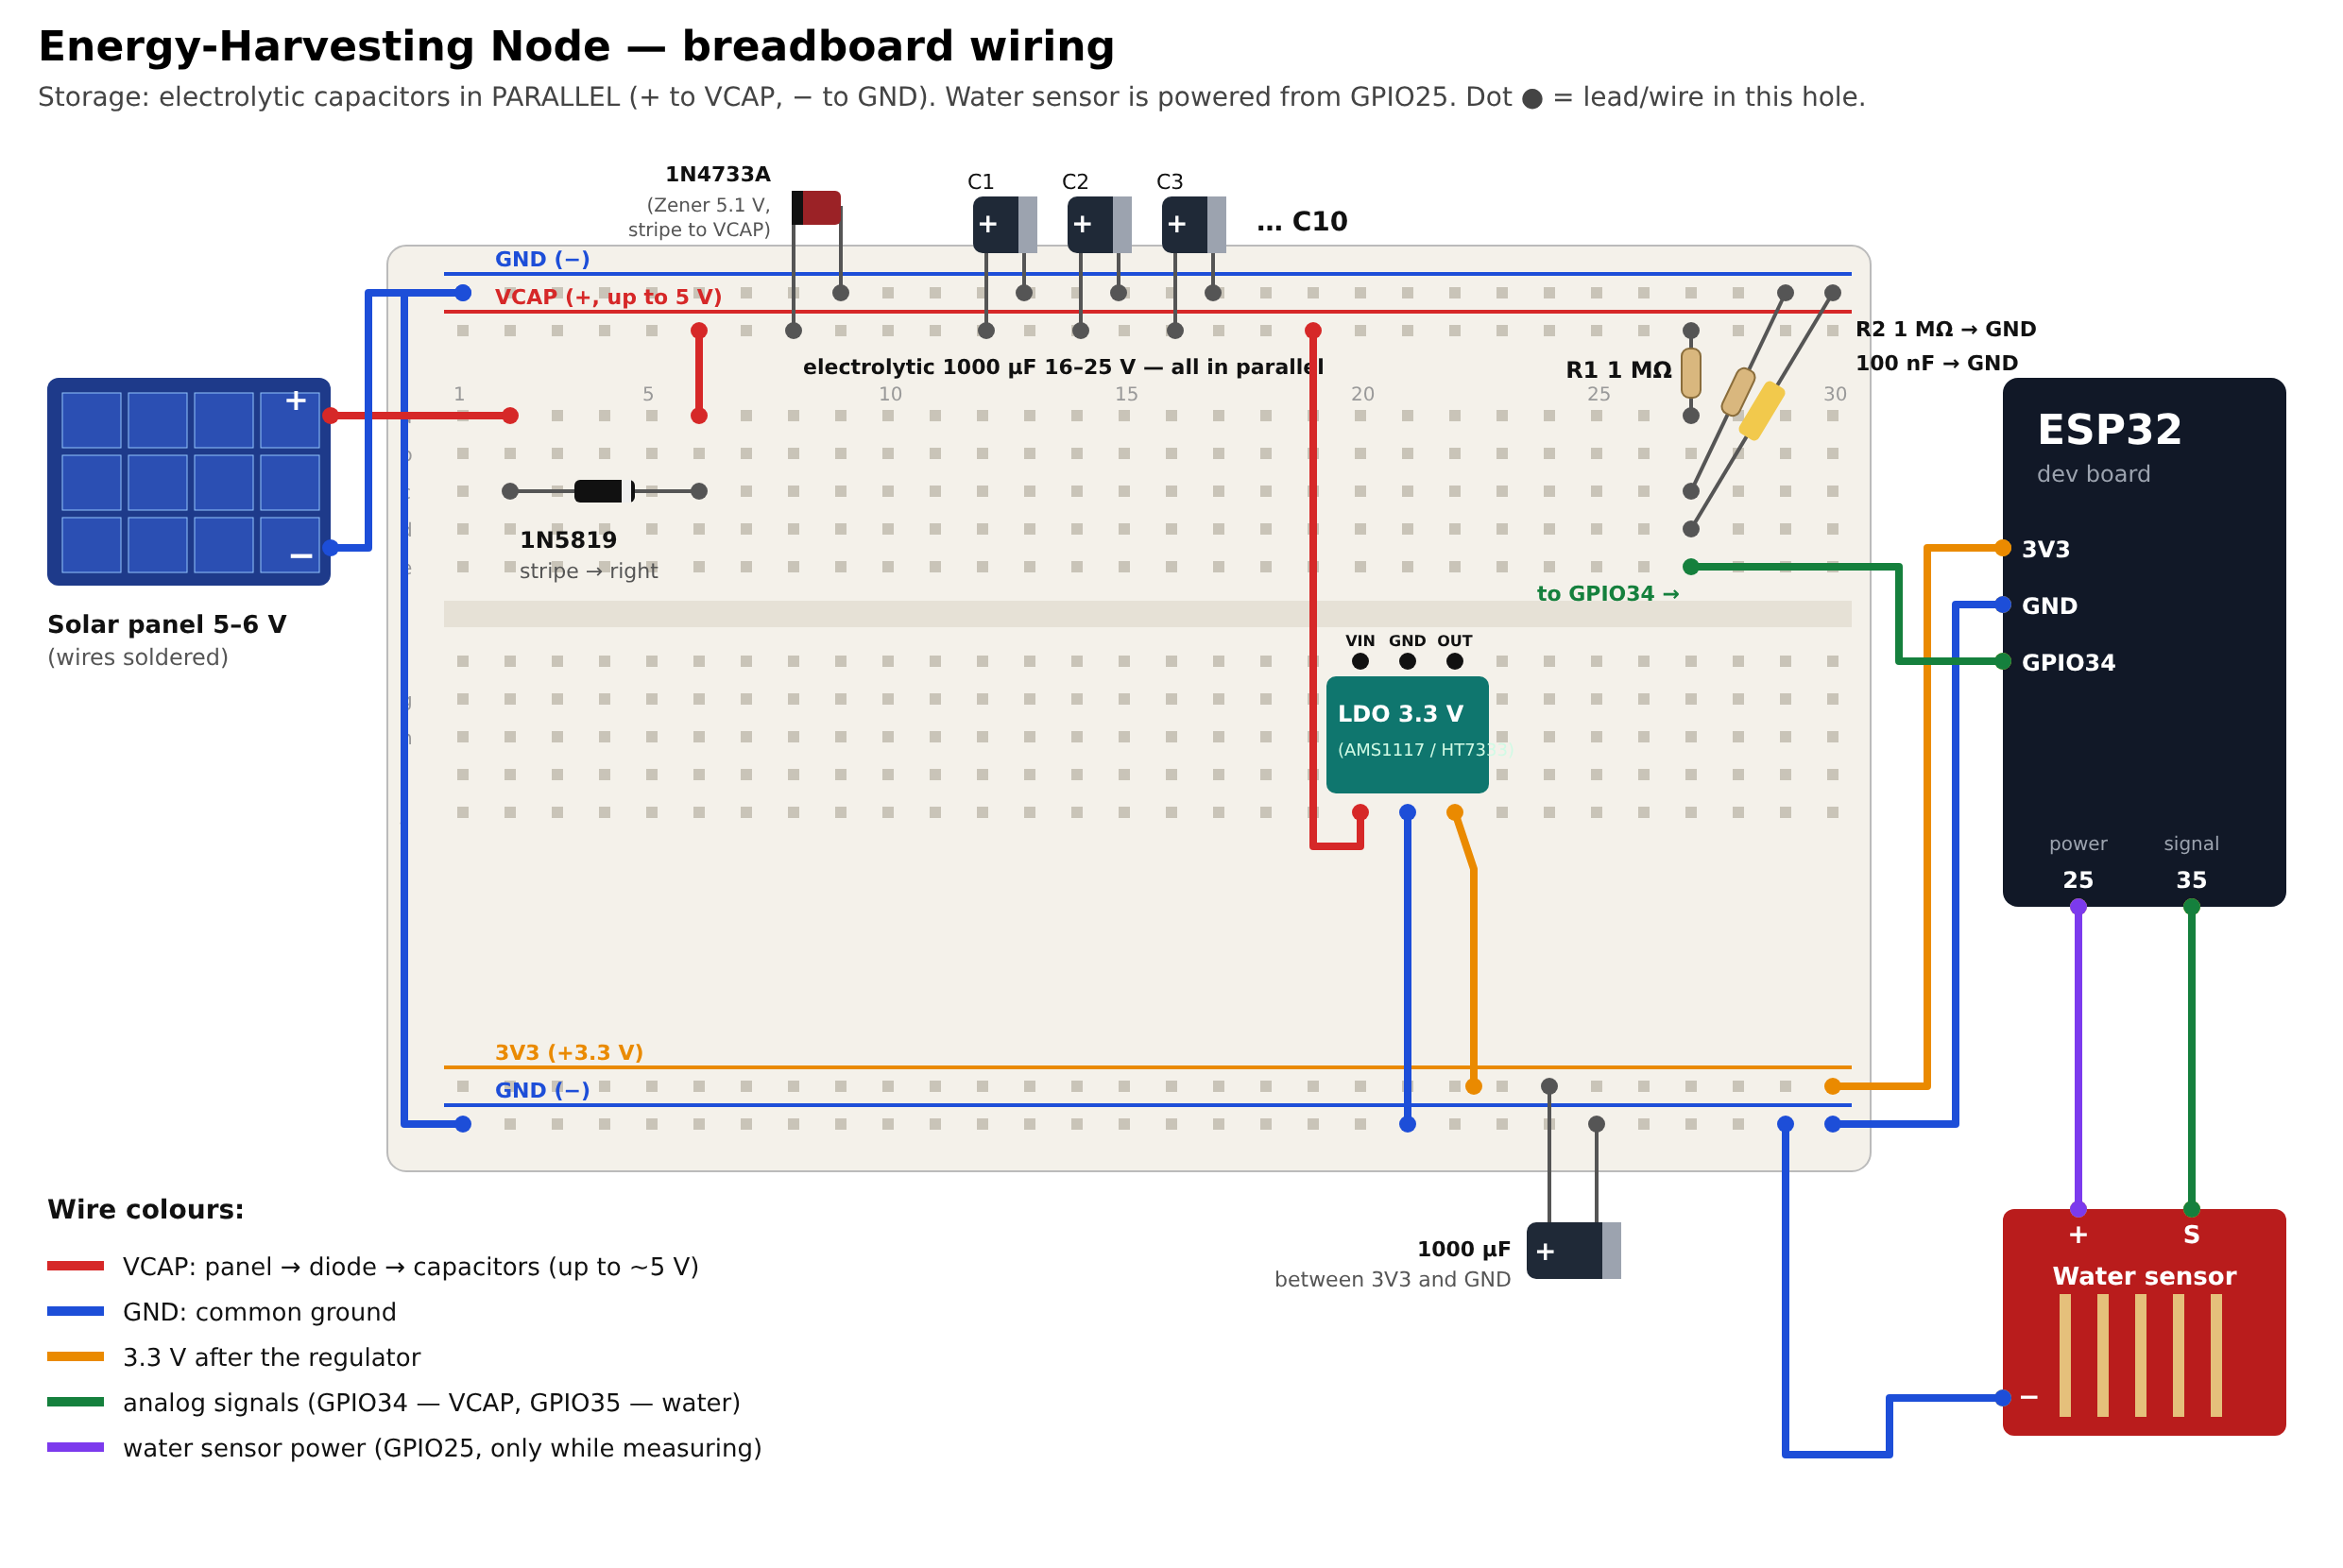 Energy-Harvesting Node — breadboard wiring
Storage: electrolytic capacitors in PARALLEL (+ to VCAP, − to GND). Water sensor is powered from GPIO25. Dot ● = lead/wire in this hole.
1N4733A
(Zener 5.1 V,
stripe to VCAP)
C1
C2
C3
+
+
+
... C10
GND (−)
VCAP (+, up to 5 V)
electrolytic 1000 µF 16–25 V — all in parallel
R1 1 MΩ
R2 1 MΩ → GND
100 nF → GND
1
5
10
15
20
25
30
+
−
Solar panel 5–6 V
(wires soldered)
d
e
g
1N5819
stripe → right
to GPIO34 →
VIN
GND
OUT
LDO 3.3 V
(AMS1117 / HT733
ESP32
dev board
3V3
GND
GPIO34
power
signal
25
35
3V3 (+3.3 V)
GND (−)
1000 µF
between 3V3 and GND
+
+
S
Water sensor
−
Wire colours:
VCAP: panel → diode → capacitors (up to ~5 V)
GND: common ground
3.3 V after the regulator
analog signals (GPIO34 — VCAP, GPIO35 — water)
water sensor power (GPIO25, only while measuring)